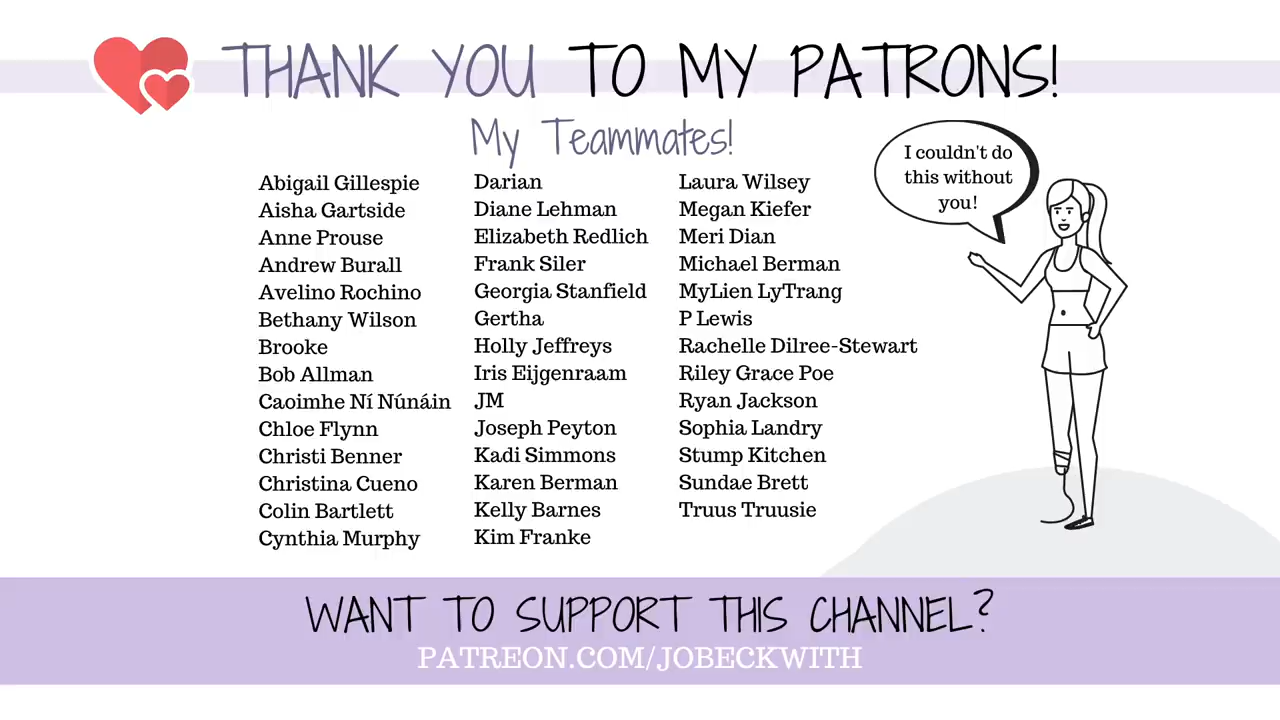 THANK YOU TO MY PATRONS!
My Teammates!
Abigail Gillespie
Aisha Gartside
Anne Prouse
Andrew Burall
Avelino Rochino
Bethany Wilson
Brooke
Bob Allman
Caoimhe Ní Núnáin
Chloe Flynn
Christi Benner
Christina Cueno
Colin Bartlett
Cynthia Murphy
Darian
Diane Lehman
Elizabeth Redlich
Frank Siler
Georgia Stanfield
Gertha
Holly Jeffreys
Iris Eijgenraam
JM
Joseph Peyton
Kadi Simmons
Karen Berman
Kelly Barnes
Kim Franke
Laura Wilsey
Megan Kiefer
Meri Dian
Michael Berman
MyLien LyTrang
P Lewis
Rachelle Dilree-Stewart
Riley Grace Poe
Ryan Jackson
Sophia Landry
Stump Kitchen
Sundae Brett
Truus Truusie
I couldn't do
this without
you!
WANT TO SUPPORT THIS CHANNEL?
PATREON.COM/JOBECKWITH